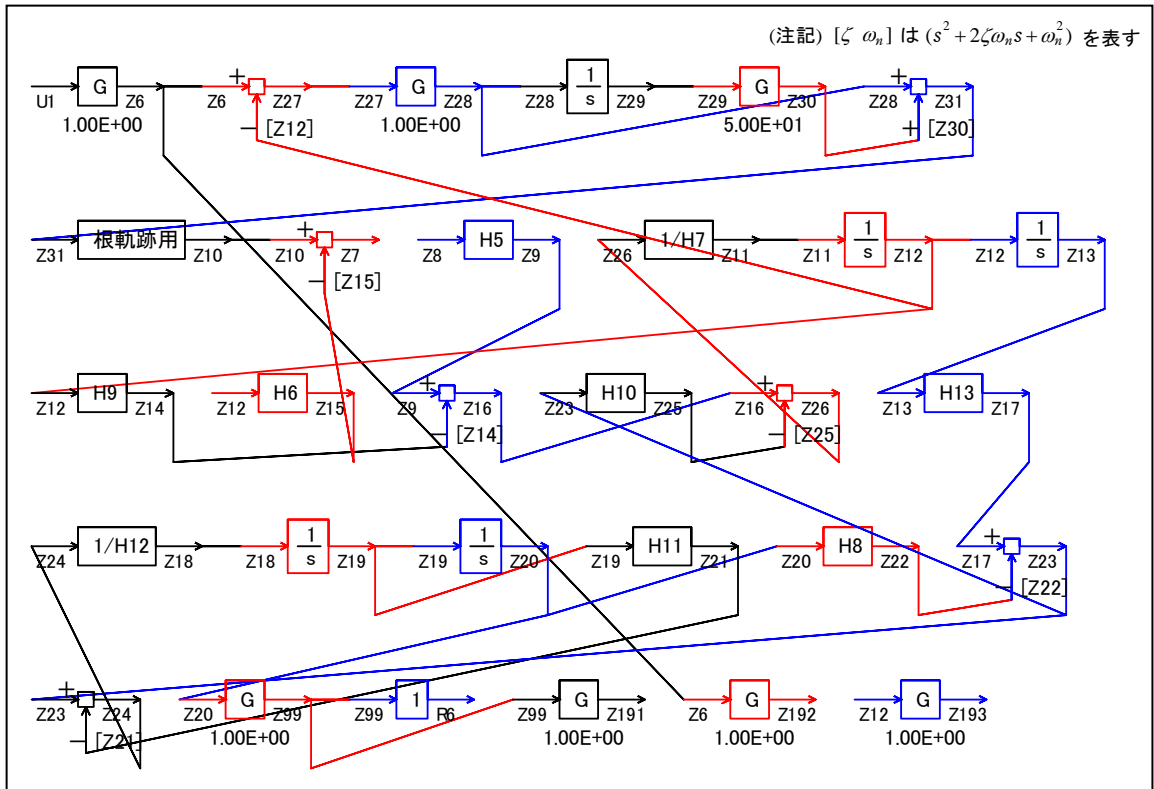 (注記) [ζ ωn] は (s² + 2ζωn s + ωn²) を表す
U1 G Z6 Z6 + Z27 Z27 G Z28 Z28 1/s Z29 Z29 G Z30 Z28 + Z31
1.00E+00 − [Z12] 1.00E+00 5.00E+01 + [Z30]
Z31 根軌跡用 Z10 Z10 + Z7 Z8 H5 Z9 Z26 1/H7 Z11 Z11 1/s Z12 Z12 1/s Z13
− [Z15]
Z12 H9 Z14 Z12 H6 Z15 Z9 + Z16 Z23 H10 Z25 Z16 + Z26 Z13 H13 Z17
− [Z14] − [Z25]
Z24 1/H12 Z18 Z18 1/s Z19 Z19 1/s Z20 Z19 H11 Z21 Z20 H8 Z22 Z17 + Z23
− [Z22]
Z23 + Z24 Z20 G Z99 Z99 1 R6 Z99 G Z191 Z6 G Z192 Z12 G Z193
− [Z21] 1.00E+00 1.00E+00 1.00E+00 1.00E+00